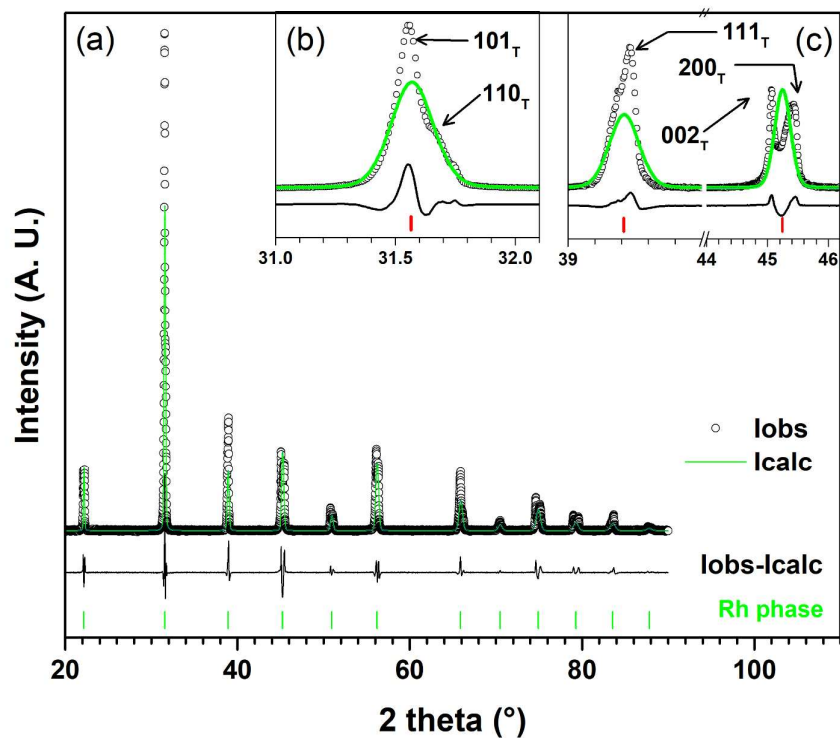 (a)
(b)
(c)
101T
110T
111T
200T
002T
31.0 31.5 32.0
39 44 45 46
Intensity (A. U.)
Iobs
Icalc
Iobs-Icalc
Rh phase
20 40 60 80 100
2 theta (°)